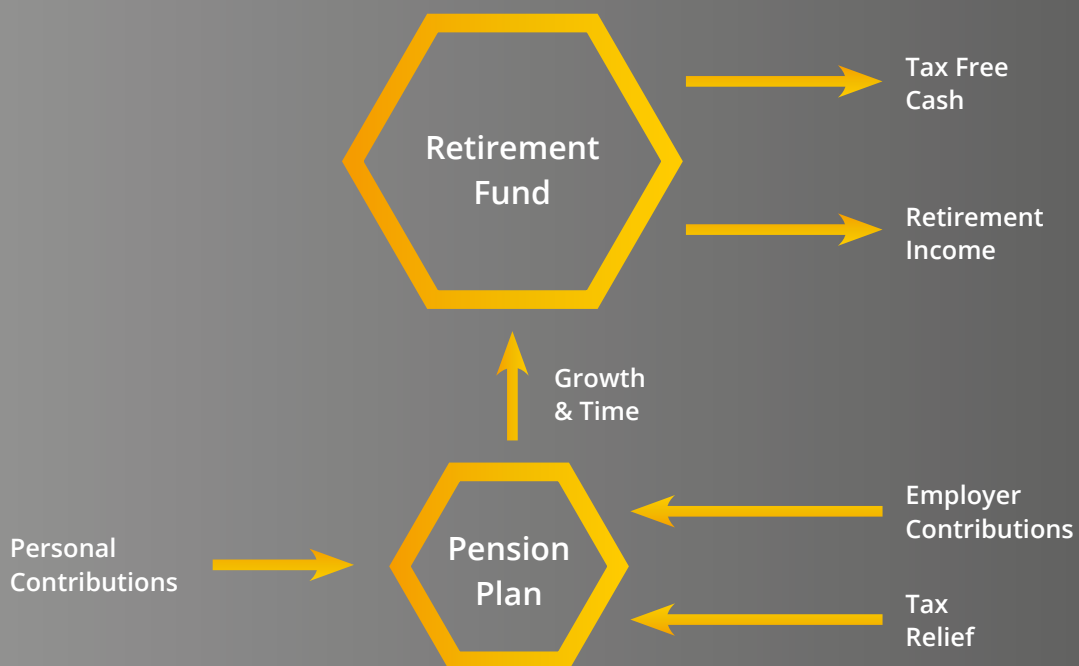 Retirement
Fund
Tax Free
Cash
Retirement
Income
Growth
& Time
Personal
Contributions
Pension
Plan
Employer
Contributions
Tax
Relief